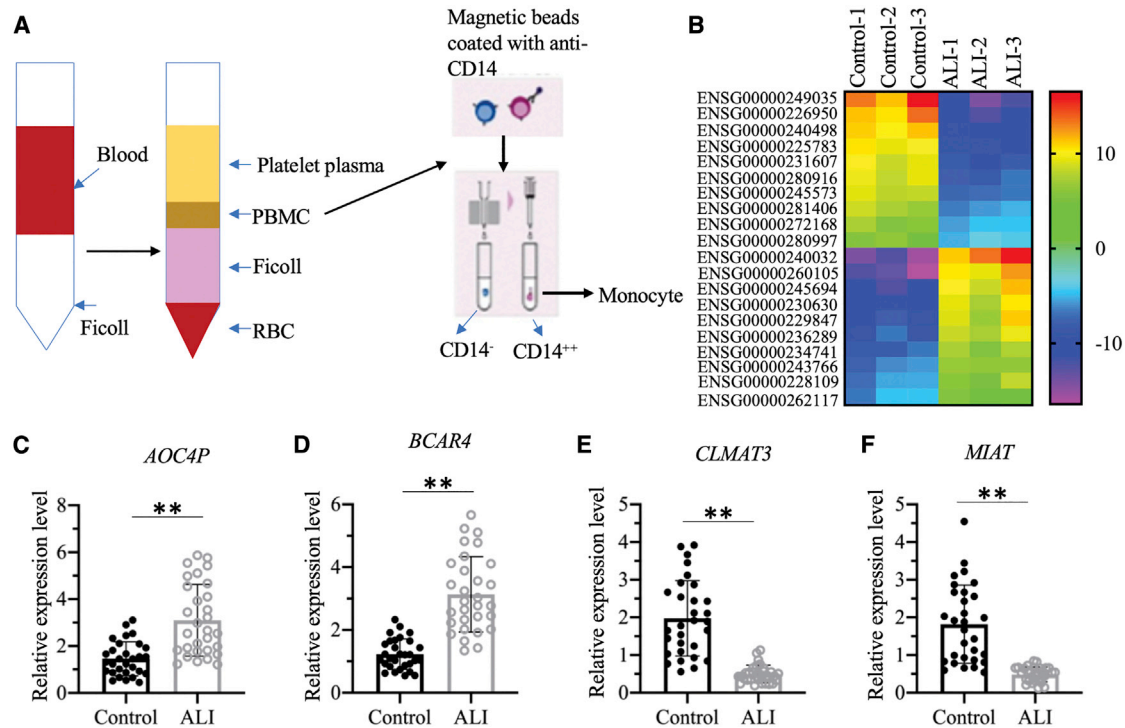 A
Blood
Ficoll
Platelet plasma
PBMC
Ficoll
RBC
Magnetic beads
coated with anti-
CD14
CD14-
CD14++
Monocyte
B
Control-1
Control-2
Control-3
ALI-1
ALI-2
ALI-3
ENSG00000249035
ENSG00000226950
ENSG00000240498
ENSG00000225783
ENSG00000231607
ENSG00000280916
ENSG00000245573
ENSG00000281406
ENSG00000272168
ENSG00000280997
ENSG00000240032
ENSG00000260105
ENSG00000245694
ENSG00000230630
ENSG00000229847
ENSG00000236289
ENSG00000234741
ENSG00000243766
ENSG00000228109
ENSG00000262117
10
0
-10
C
AOC4P
**
Relative expression level
8
6
4
2
0
Control
ALI
D
BCAR4
**
Relative expression level
6
4
2
0
Control
ALI
E
CLMAT3
**
Relative expression level
5
4
3
2
1
0
Control
ALI
F
MIAT
**
Relative expression level
5
4
3
2
1
0
Control
ALI